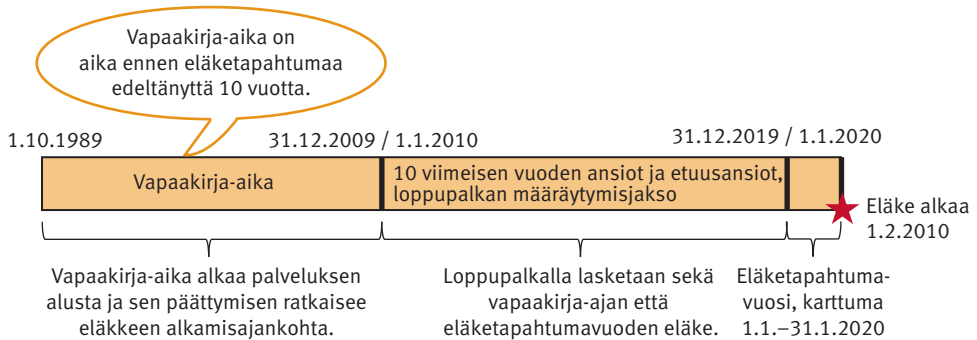 Vapaakirja-aika on
aika ennen eläketapahtumaa
edeltänyttä 10 vuotta.
1.10.1989
31.12.2009 / 1.1.2010
31.12.2019 / 1.1.2020
Vapaakirja-aika
10 viimeisen vuoden ansiot ja etuusansiot,
loppupalkan määräytymisjakso
Eläke alkaa
1.2.2010
Vapaakirja-aika alkaa palveluksen
alusta ja sen päättymisen ratkaisee
eläkkeen alkamisajankohta.
Loppupalkalla lasketaan sekä
vapaakirja-ajan että
eläketapahtumavuoden eläke.
Eläketapahtuma-
vuosi, karttuma
1.1.–31.1.2020